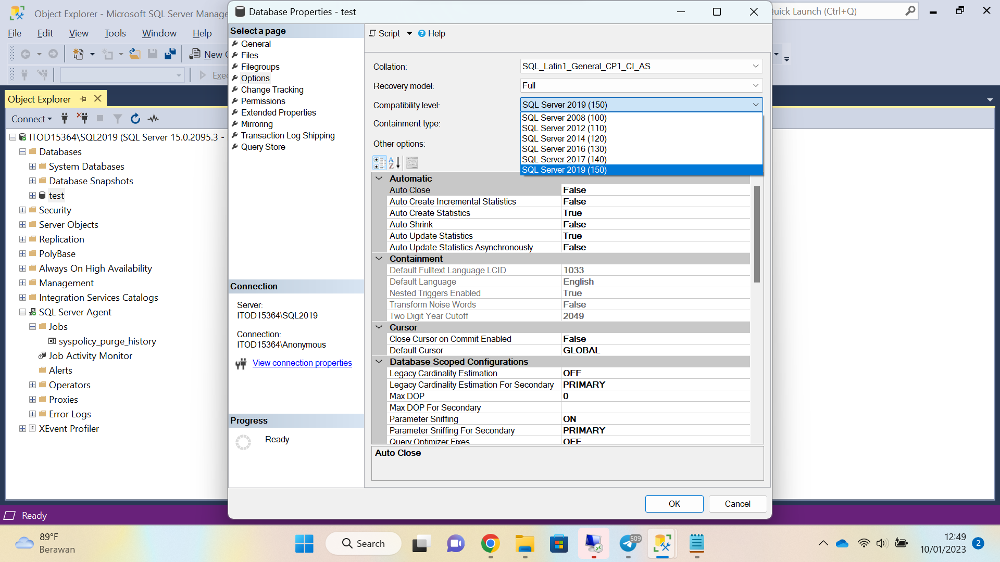 Object Explorer - Microsoft SQL Server Manage
Quick Launch (Ctrl+Q)
File Edit View Tools Window Help
New
Exe
Object Explorer
Connect
ITOD15364\SQL2019 (SQL Server 15.0.2095.3 -
Databases
System Databases
Database Snapshots
test
Security
Server Objects
Replication
PolyBase
Always On High Availability
Management
Integration Services Catalogs
SQL Server Agent
Jobs
syspolicy_purge_history
Job Activity Monitor
Alerts
Operators
Proxies
Error Logs
XEvent Profiler
Database Properties - test
Select a page
General
Files
Filegroups
Options
Change Tracking
Permissions
Extended Properties
Mirroring
Transaction Log Shipping
Query Store
Connection
Server:
ITOD15364\SQL2019
Connection:
ITOD15364\Anonymous
View connection properties
Progress
Ready
Script Help
Collation: SQL_Latin1_General_CP1_CI_AS
Recovery model: Full
Compatibility level: SQL Server 2019 (150)
SQL Server 2008 (100)
Containment type:
SQL Server 2012 (110)
SQL Server 2014 (120)
Other options:
SQL Server 2016 (130)
SQL Server 2017 (140)
SQL Server 2019 (150)
Automatic
Auto Close False
Auto Create Incremental Statistics False
Auto Create Statistics True
Auto Shrink False
Auto Update Statistics True
Auto Update Statistics Asynchronously False
Containment
Default Fulltext Language LCID 1033
Default Language English
Nested Triggers Enabled True
Transform Noise Words False
Two Digit Year Cutoff 2049
Cursor
Close Cursor on Commit Enabled False
Default Cursor GLOBAL
Database Scoped Configurations
Legacy Cardinality Estimation OFF
Legacy Cardinality Estimation For Secondary PRIMARY
Max DOP 0
Max DOP For Secondary
Parameter Sniffing ON
Parameter Sniffing For Secondary PRIMARY
Query Optimizer Fixes OFF
Auto Close
OK Cancel
Ready
89°F
Berawan
Search
509
12:49
10/01/2023
2